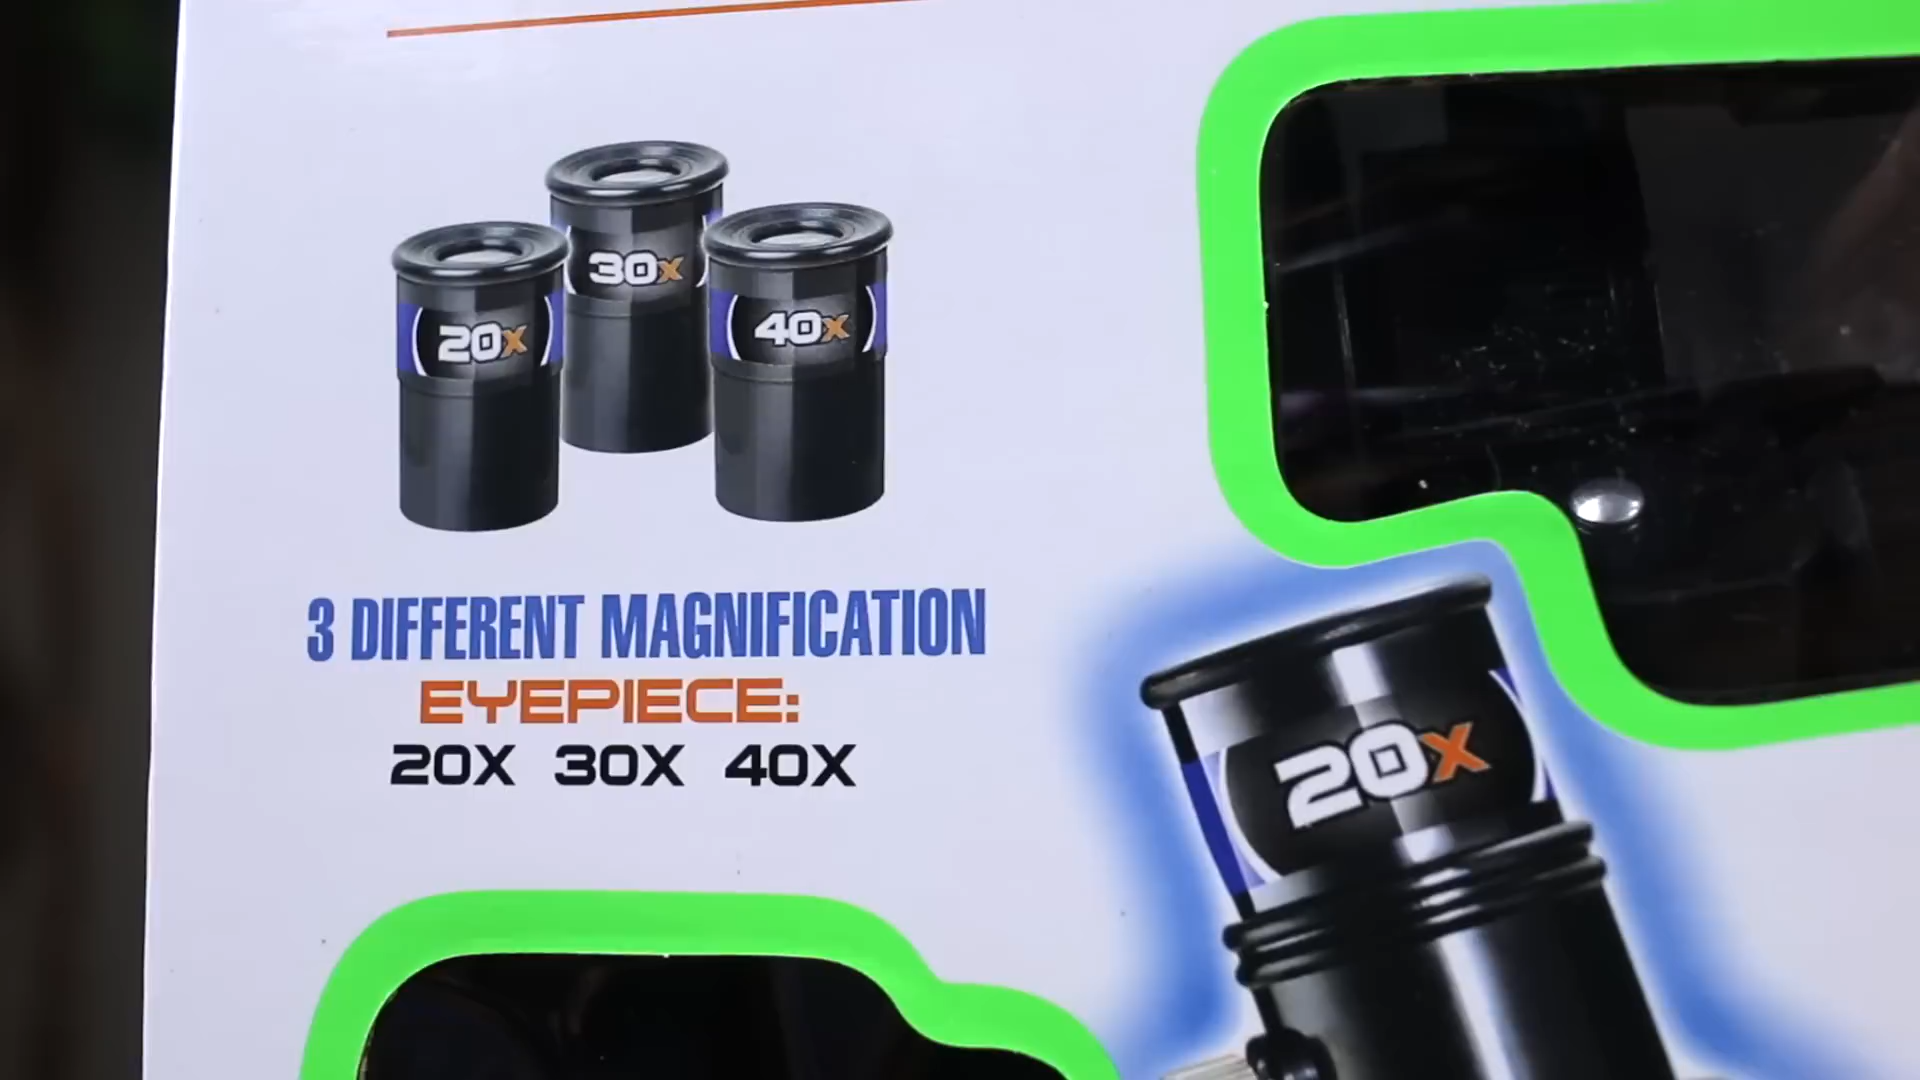 30x
20x
40x
3 DIFFERENT MAGNIFICATION
EYEPIECE:
20X 30X 40X
20x